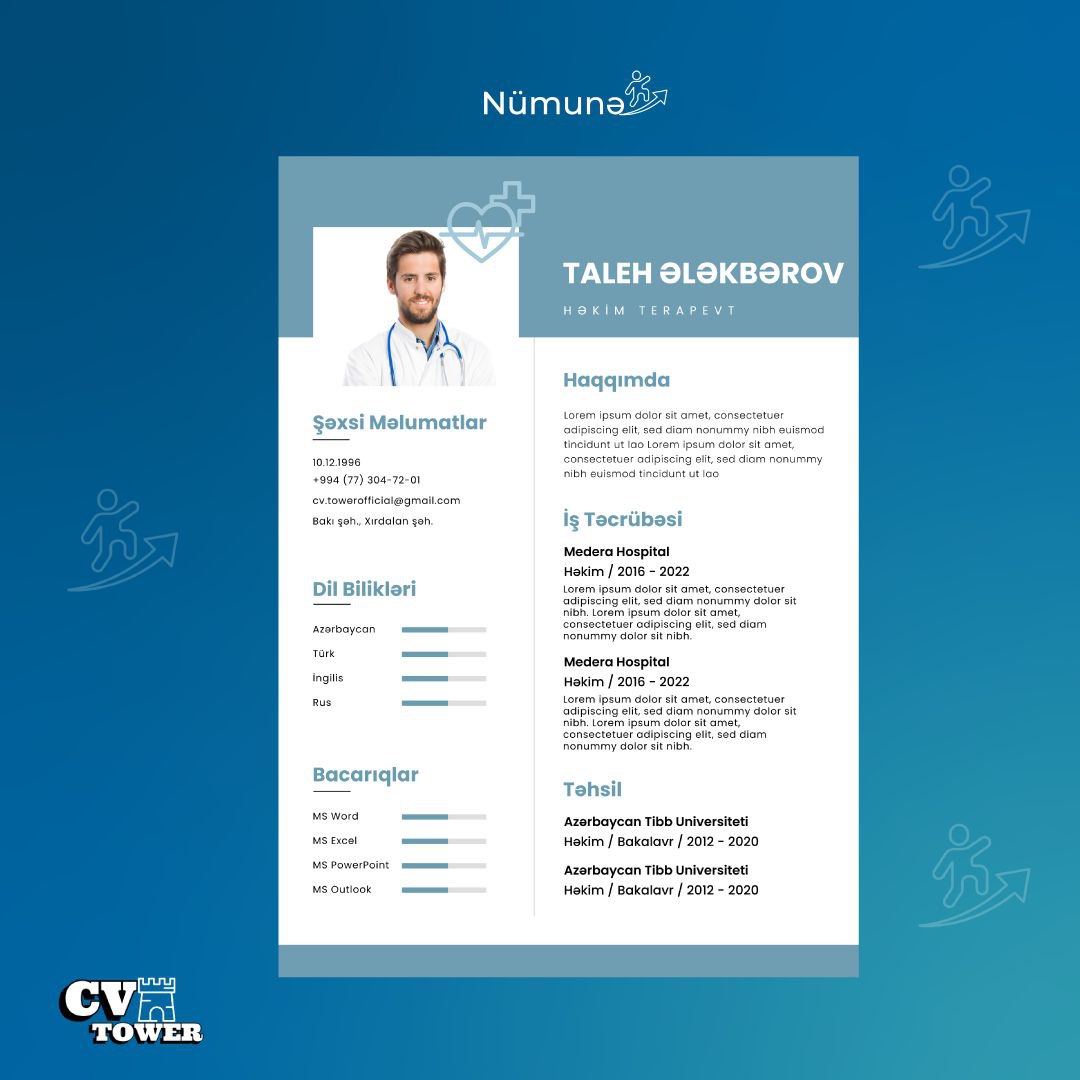 Nümunə
TALEH ƏLƏKBƏROV
HƏKİM TERAPEVT
Şəxsi Məlumatlar
10.12.1996
+994 (77) 304-72-01
cv.towerofficial@gmail.com
Bakı şəh., Xırdalan şəh.
Dil Bilikləri
Azərbaycan
Türk
İngilis
Rus
Bacarıqlar
MS Word
MS Excel
MS PowerPoint
MS Outlook
Haqqımda
Lorem ipsum dolor sit amet, consectetuer
adipiscing elit, sed diam nonummy nibh euismod
tincidunt ut lao Lorem ipsum dolor sit amet,
consectetuer adipiscing elit, sed diam nonummy
nibh euismod tincidunt ut lao
İş Təcrübəsi
Medera Hospital
Həkim / 2016 - 2022
Lorem ipsum dolor sit amet, consectetuer
adipiscing elit, sed diam nonummy dolor sit
nibh. Lorem ipsum dolor sit amet,
consectetuer adipiscing elit, sed diam
nonummy dolor sit nibh.
Medera Hospital
Həkim / 2016 - 2022
Lorem ipsum dolor sit amet, consectetuer
adipiscing elit, sed diam nonummy dolor sit
nibh. Lorem ipsum dolor sit amet,
consectetuer adipiscing elit, sed diam
nonummy dolor sit nibh.
Təhsil
Azərbaycan Tibb Universiteti
Həkim / Bakalavr / 2012 - 2020
Azərbaycan Tibb Universiteti
Həkim / Bakalavr / 2012 - 2020
CV
TOWER